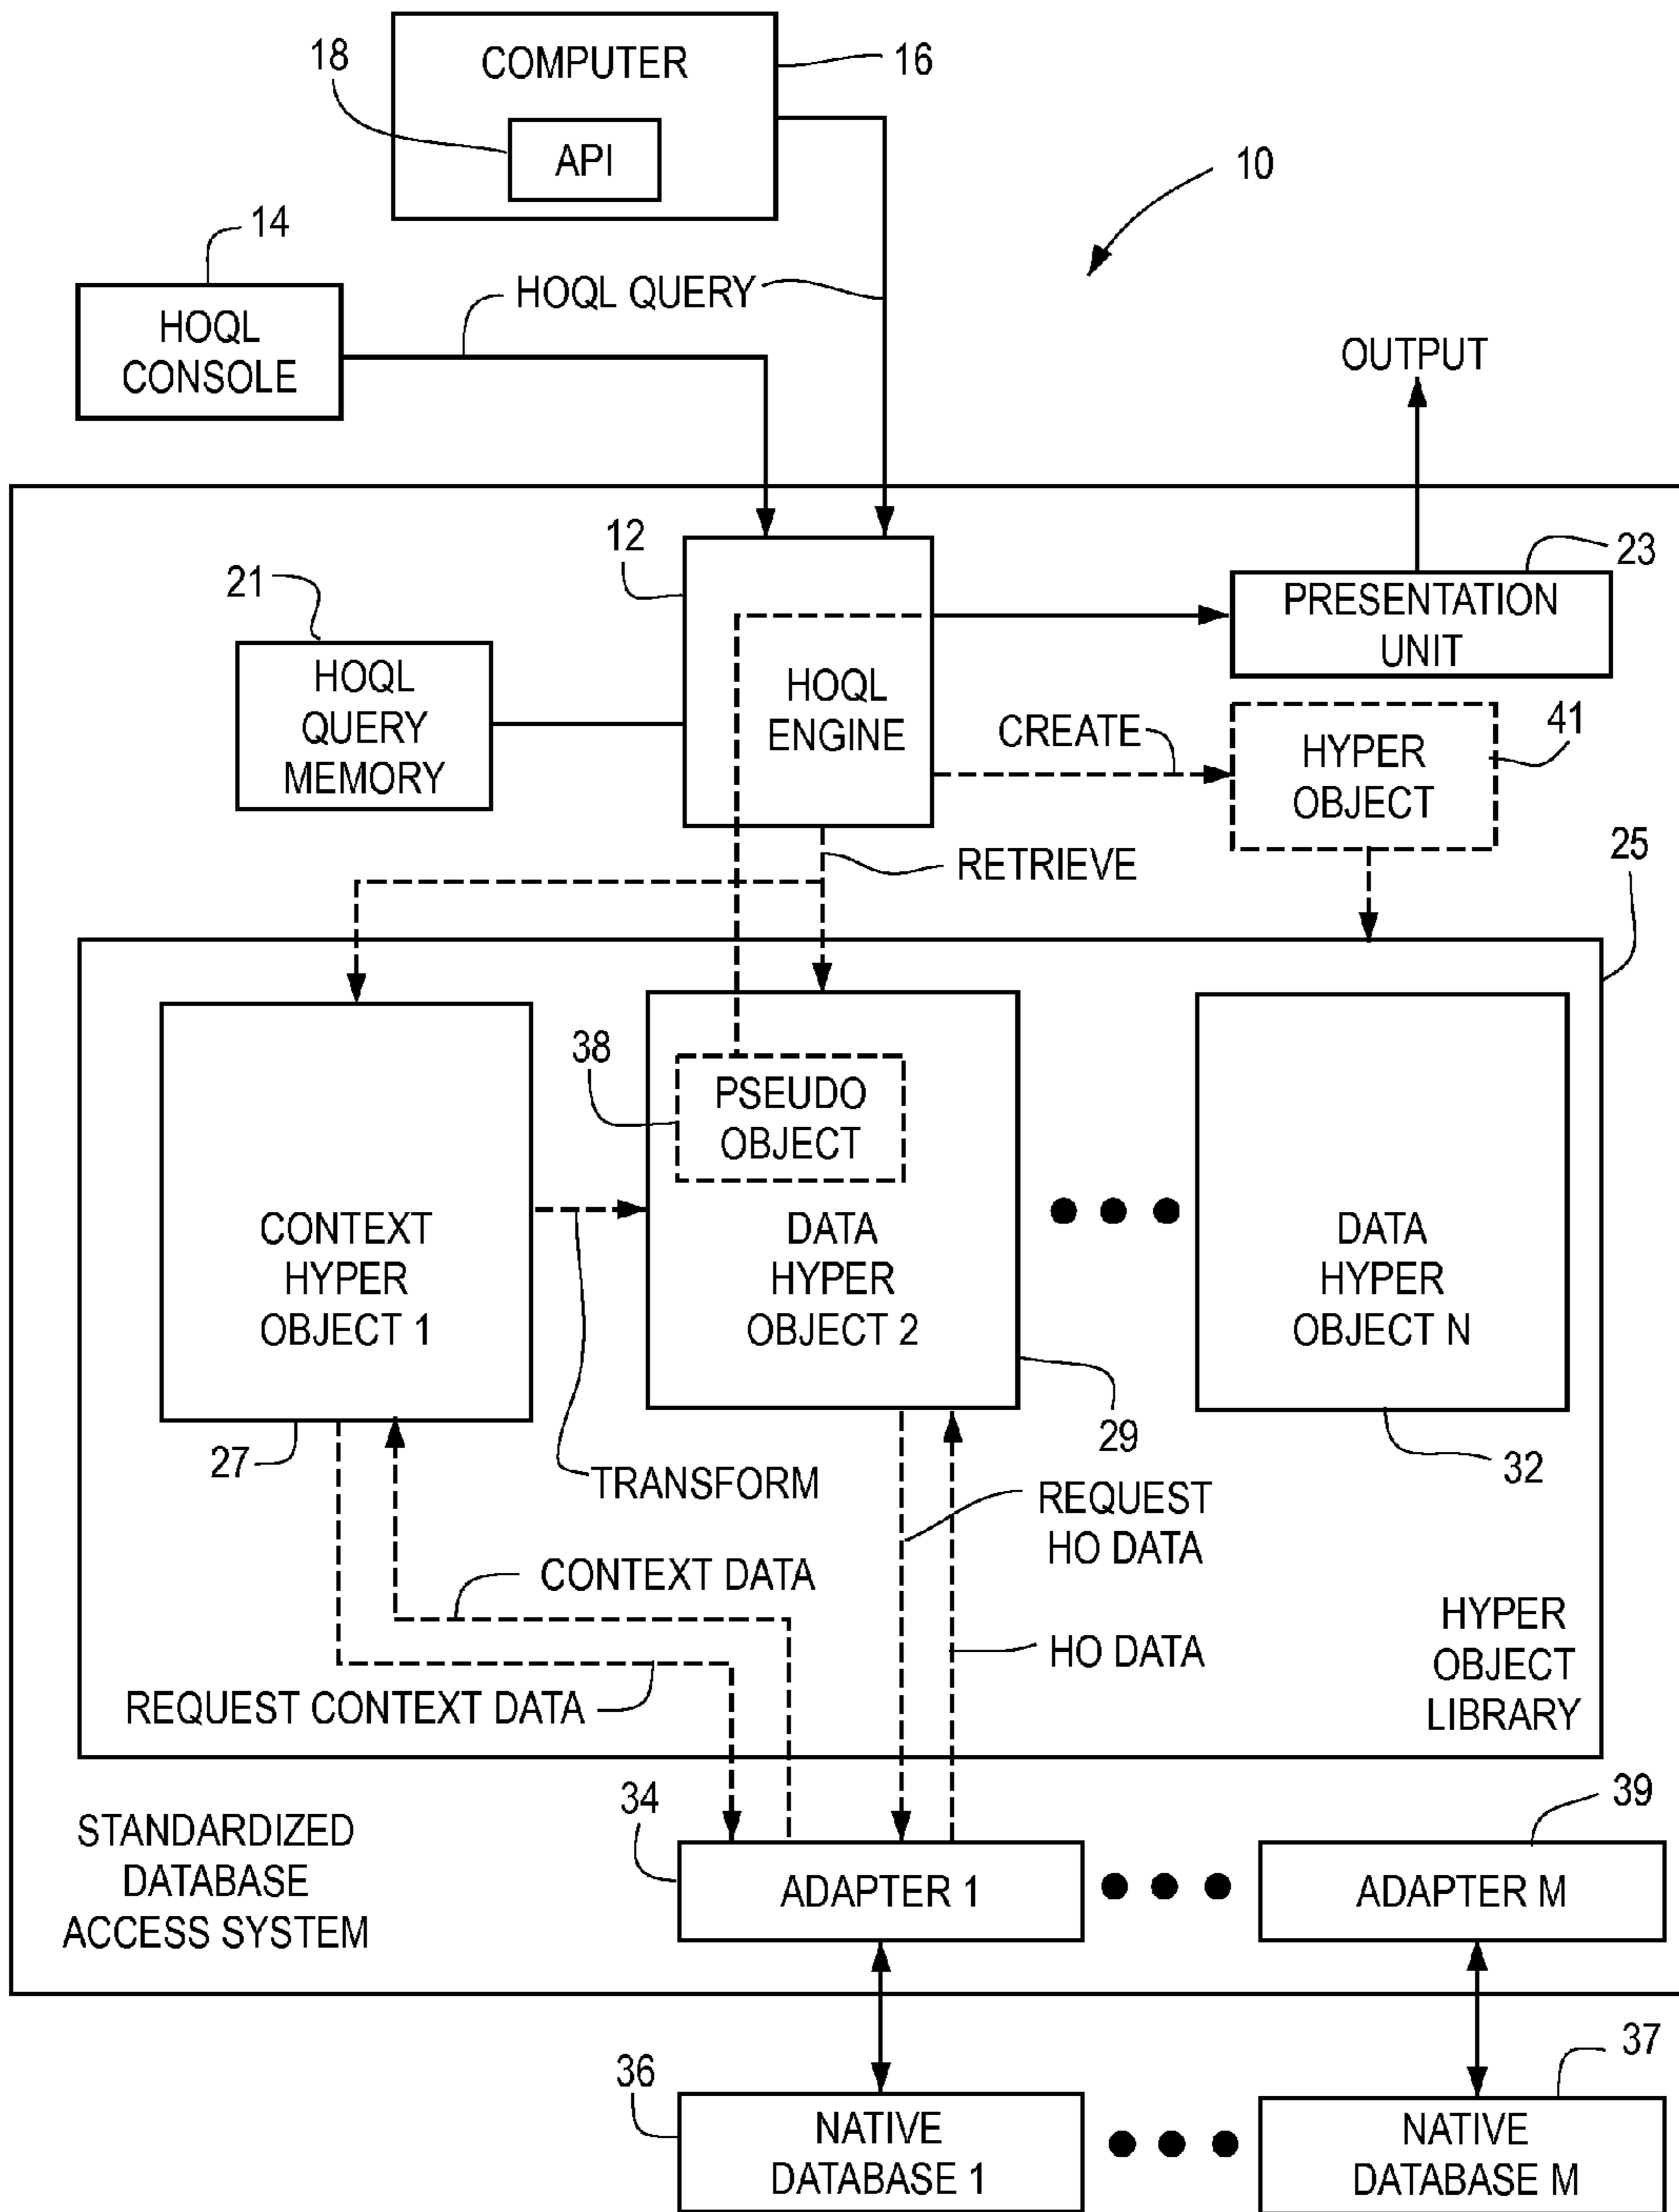 COMPUTER
16
18
API
10
14
HOQL QUERY
HOQL
CONSOLE
OUTPUT
12
23
21
PRESENTATION
UNIT
HOQL
QUERY
MEMORY
HOQL
ENGINE
CREATE
41
HYPER
OBJECT
RETRIEVE
25
38
PSEUDO
OBJECT
CONTEXT
HYPER
OBJECT 1
DATA
HYPER
OBJECT 2
DATA
HYPER
OBJECT N
27
29
32
TRANSFORM
REQUEST
HO DATA
CONTEXT DATA
HO DATA
REQUEST CONTEXT DATA
HYPER
OBJECT
LIBRARY
STANDARDIZED
DATABASE
ACCESS SYSTEM
34
39
ADAPTER 1
ADAPTER M
36
37
NATIVE
DATABASE 1
NATIVE
DATABASE M